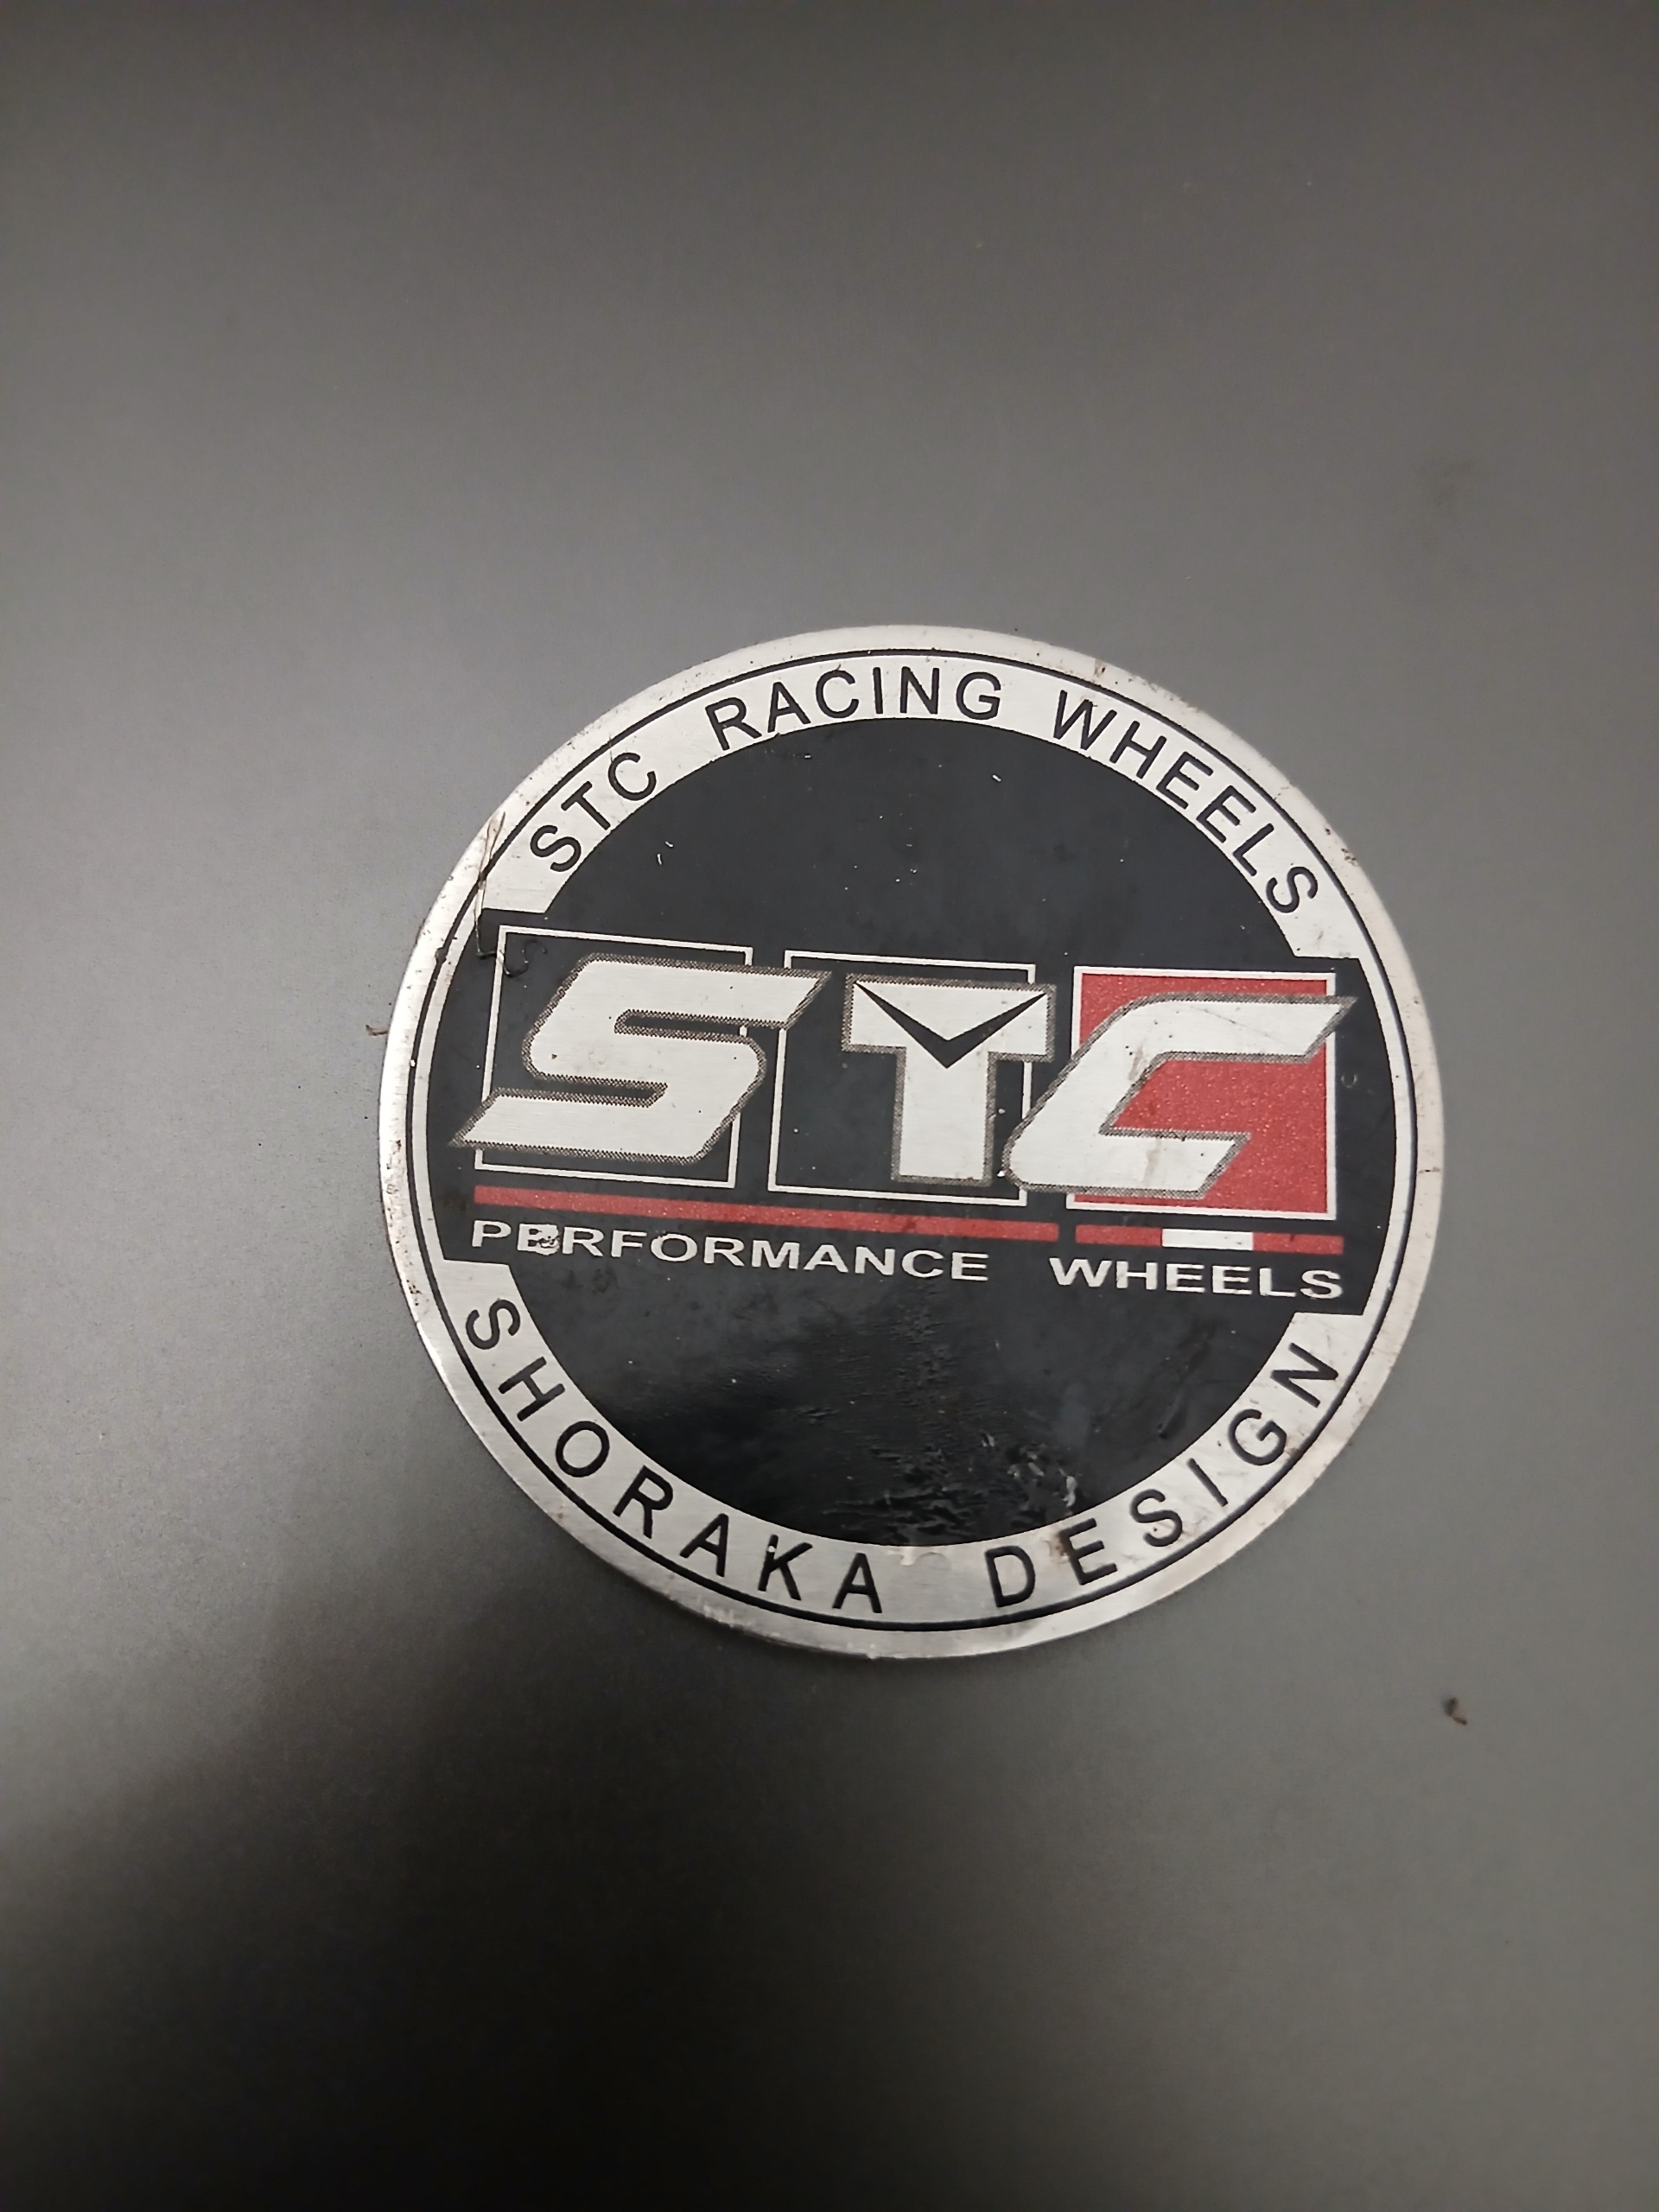 STC RACING WHEELS
STC
PERFORMANCE WHEELS
SHORAKA DESIGN